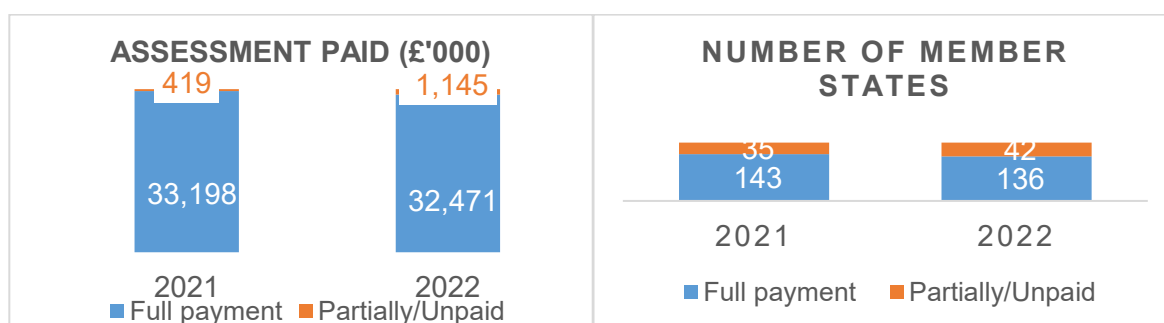 ASSESSMENT PAID (£'000)
419
1,145
33,198
32,471
2021
2022
Full payment
Partially/Unpaid
NUMBER OF MEMBER
STATES
35
42
143
136
2021
2022
Full payment
Partially/Unpaid